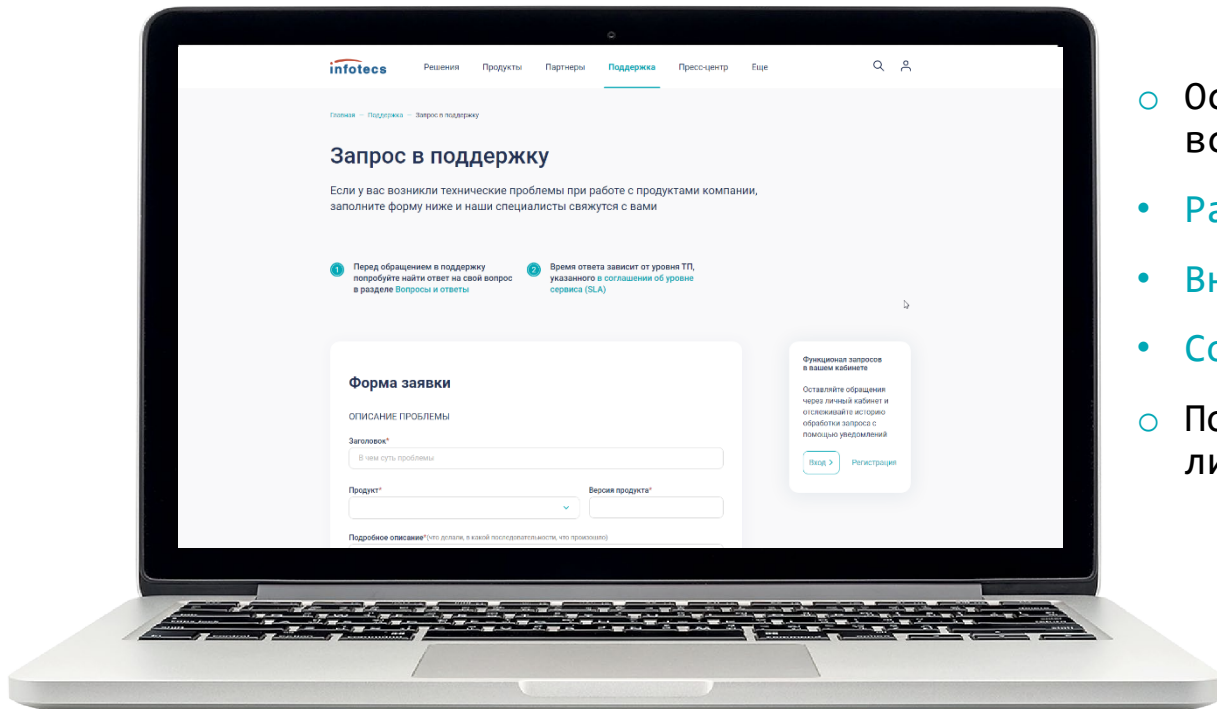 infotecs
Решения Продукты Партнеры Поддержка Пресс-центр Еще
Главная — Поддержка — Запрос в поддержку
Запрос в поддержку
Если у вас возникли технические проблемы при работе с продуктами компании,
заполните форму ниже и наши специалисты свяжутся с вами
1 Перед обращением в поддержку
попробуйте найти ответ на свой вопрос
в разделе Вопросы и ответы
2 Время ответа зависит от уровня ТП,
указанного в соглашении об уровне
сервиса (SLA)
Форма заявки
ОПИСАНИЕ ПРОБЛЕМЫ
Заголовок*
В чем суть проблемы
Продукт* Версия продукта*
Подробное описание*(что делали, в какой последовательности, что произошло)
Функционал запросов
в вашем кабинете
Оставляйте обращения
через личный кабинет и
отслеживайте историю
обработки запроса с
помощью уведомлений
Вход > Регистрация